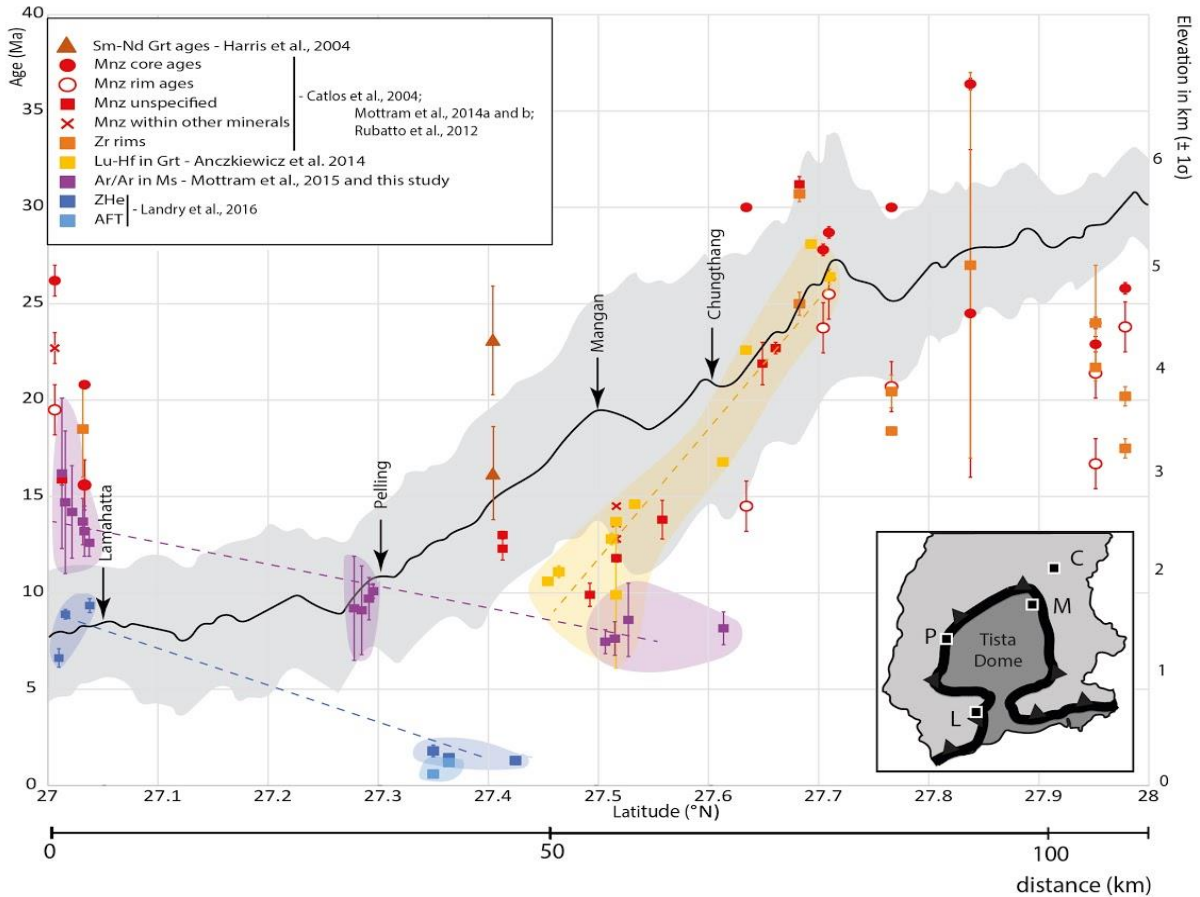 40
35
30
25
20
15
10
5
0
Age (Ma)
Sm-Nd Grt ages - Harris et al., 2004
Mnz core ages
Mnz rim ages
Mnz unspecified
Mnz within other minerals
Zr rims
- Catlos et al., 2004;
Mottram et al., 2014a and b;
Rubatto et al., 2012
Lu-Hf in Grt - Anczkiewicz et al. 2014
Ar/Ar in Ms - Mottram et al., 2015 and this study
ZHe
AFT
- Landry et al., 2016
Lamahatta
Pelling
Mangan
Chungthang
Elevation in km (± 1σ)
6
5
4
3
2
1
0
C
M
P
Tista
Dome
L
27 27.1 27.2 27.3 27.4 27.5 27.6 27.7 27.8 27.9 28
Latitude (°N)
0 50 100
distance (km)